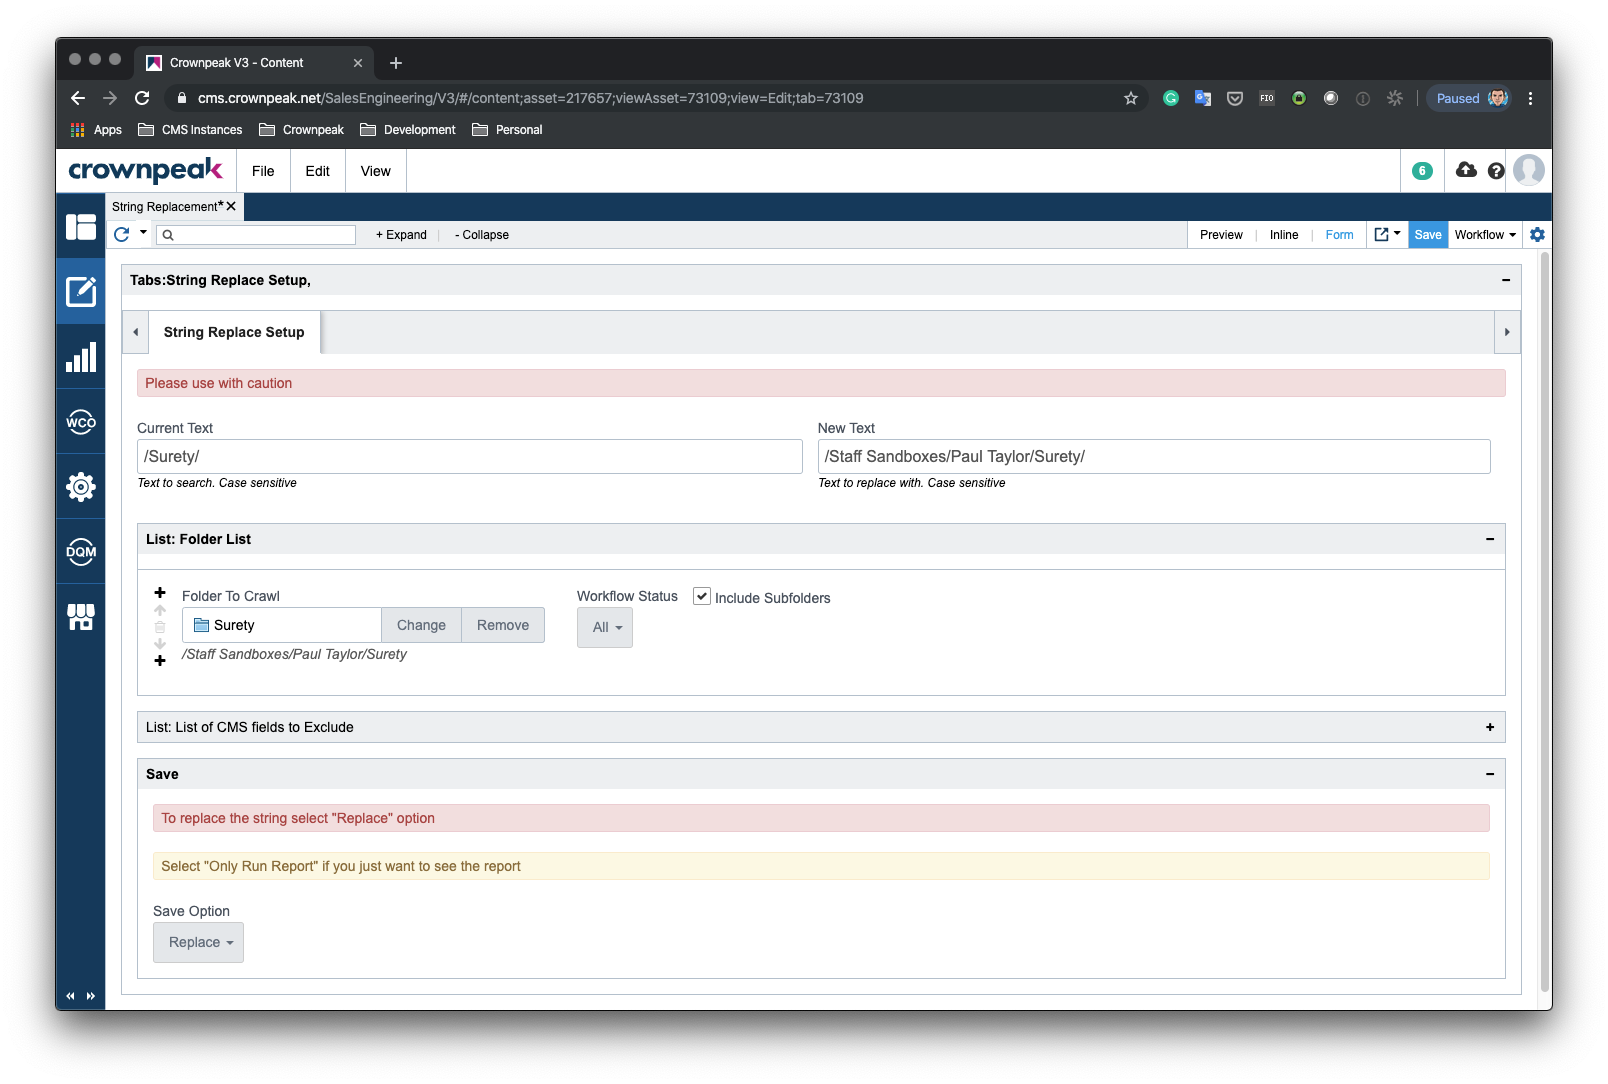 Crownpeak V3 - Content
cms.crownpeak.net/SalesEngineering/V3/#/content;asset=217657;viewAsset=73109;view=Edit;tab=73109
FIO
Paused
Apps
CMS Instances
Crownpeak
Development
Personal
crownpeak
File
Edit
View
6
String Replacement*
+ Expand
- Collapse
Preview
Inline
Form
Save
Workflow
Tabs:String Replace Setup,
String Replace Setup
Please use with caution
WCO
Current Text
New Text
/Surety/
/Staff Sandboxes/Paul Taylor/Surety/
Text to search. Case sensitive
Text to replace with. Case sensitive
DQM
List: Folder List
Folder To Crawl
Workflow Status
Include Subfolders
Surety
Change
Remove
All
/Staff Sandboxes/Paul Taylor/Surety
List: List of CMS fields to Exclude
Save
To replace the string select "Replace" option
Select "Only Run Report" if you just want to see the report
Save Option
Replace